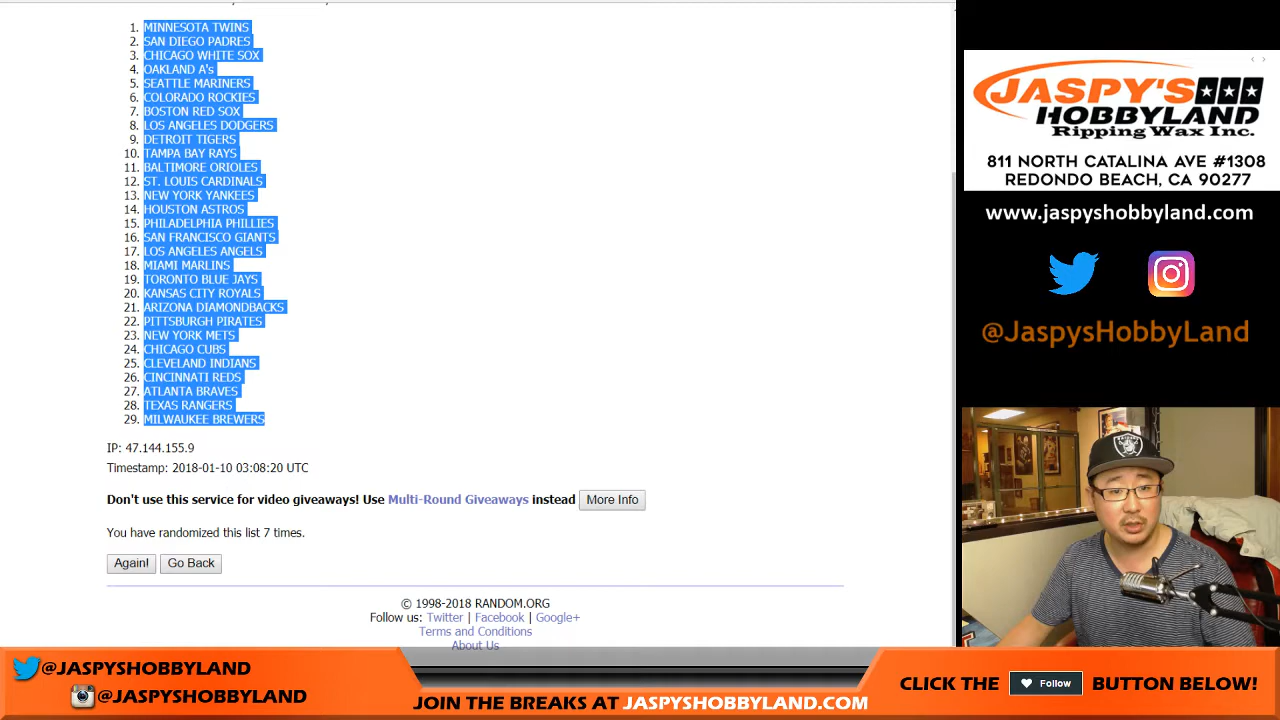 1. MINNESOTA TWINS
2. SAN DIEGO PADRES
3. CHICAGO WHITE SOX
4. OAKLAND A's
5. SEATTLE MARINERS
6. COLORADO ROCKIES
7. BOSTON RED SOX
8. LOS ANGELES DODGERS
9. DETROIT TIGERS
10. TAMPA BAY RAYS
11. BALTIMORE ORIOLES
12. ST. LOUIS CARDINALS
13. NEW YORK YANKEES
14. HOUSTON ASTROS
15. PHILADELPHIA PHILLIES
16. SAN FRANCISCO GIANTS
17. LOS ANGELES ANGELS
18. MIAMI MARLINS
19. TORONTO BLUE JAYS
20. KANSAS CITY ROYALS
21. ARIZONA DIAMONDBACKS
22. PITTSBURGH PIRATES
23. NEW YORK METS
24. CHICAGO CUBS
25. CLEVELAND INDIANS
26. CINCINNATI REDS
27. ATLANTA BRAVES
28. TEXAS RANGERS
29. MILWAUKEE BREWERS
IP: 47.144.155.9
Timestamp: 2018-01-10 03:08:20 UTC
Don't use this service for video giveaways! Use Multi-Round Giveaways instead More Info
You have randomized this list 7 times.
Again! Go Back
© 1998-2018 RANDOM.ORG
Follow us: Twitter | Facebook | Google+
Terms and Conditions
About Us
JASPY'S
HOBBYLAND
Ripping Wax Inc.
811 NORTH CATALINA AVE #1308
REDONDO BEACH, CA 90277
www.jaspyshobbyland.com
@JaspysHobbyLand
@JASPYSHOBBYLAND
@JASPYSHOBBYLAND
JOIN THE BREAKS AT JASPYSHOBBYLAND.COM
CLICK THE Follow BUTTON BELOW!